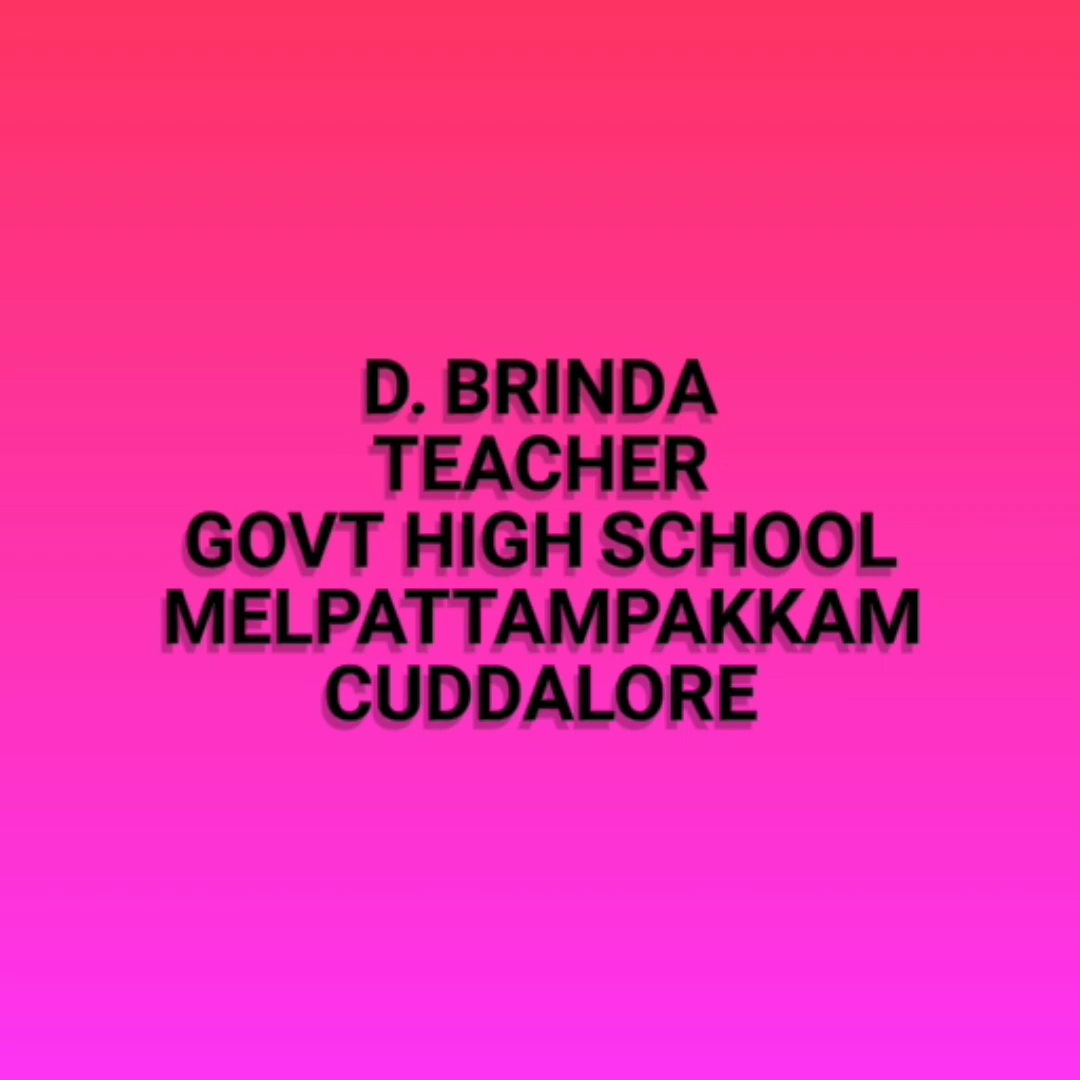 D. BRINDA
TEACHER
GOVT HIGH SCHOOL
MELPATTAMPAKKAM
CUDDALORE